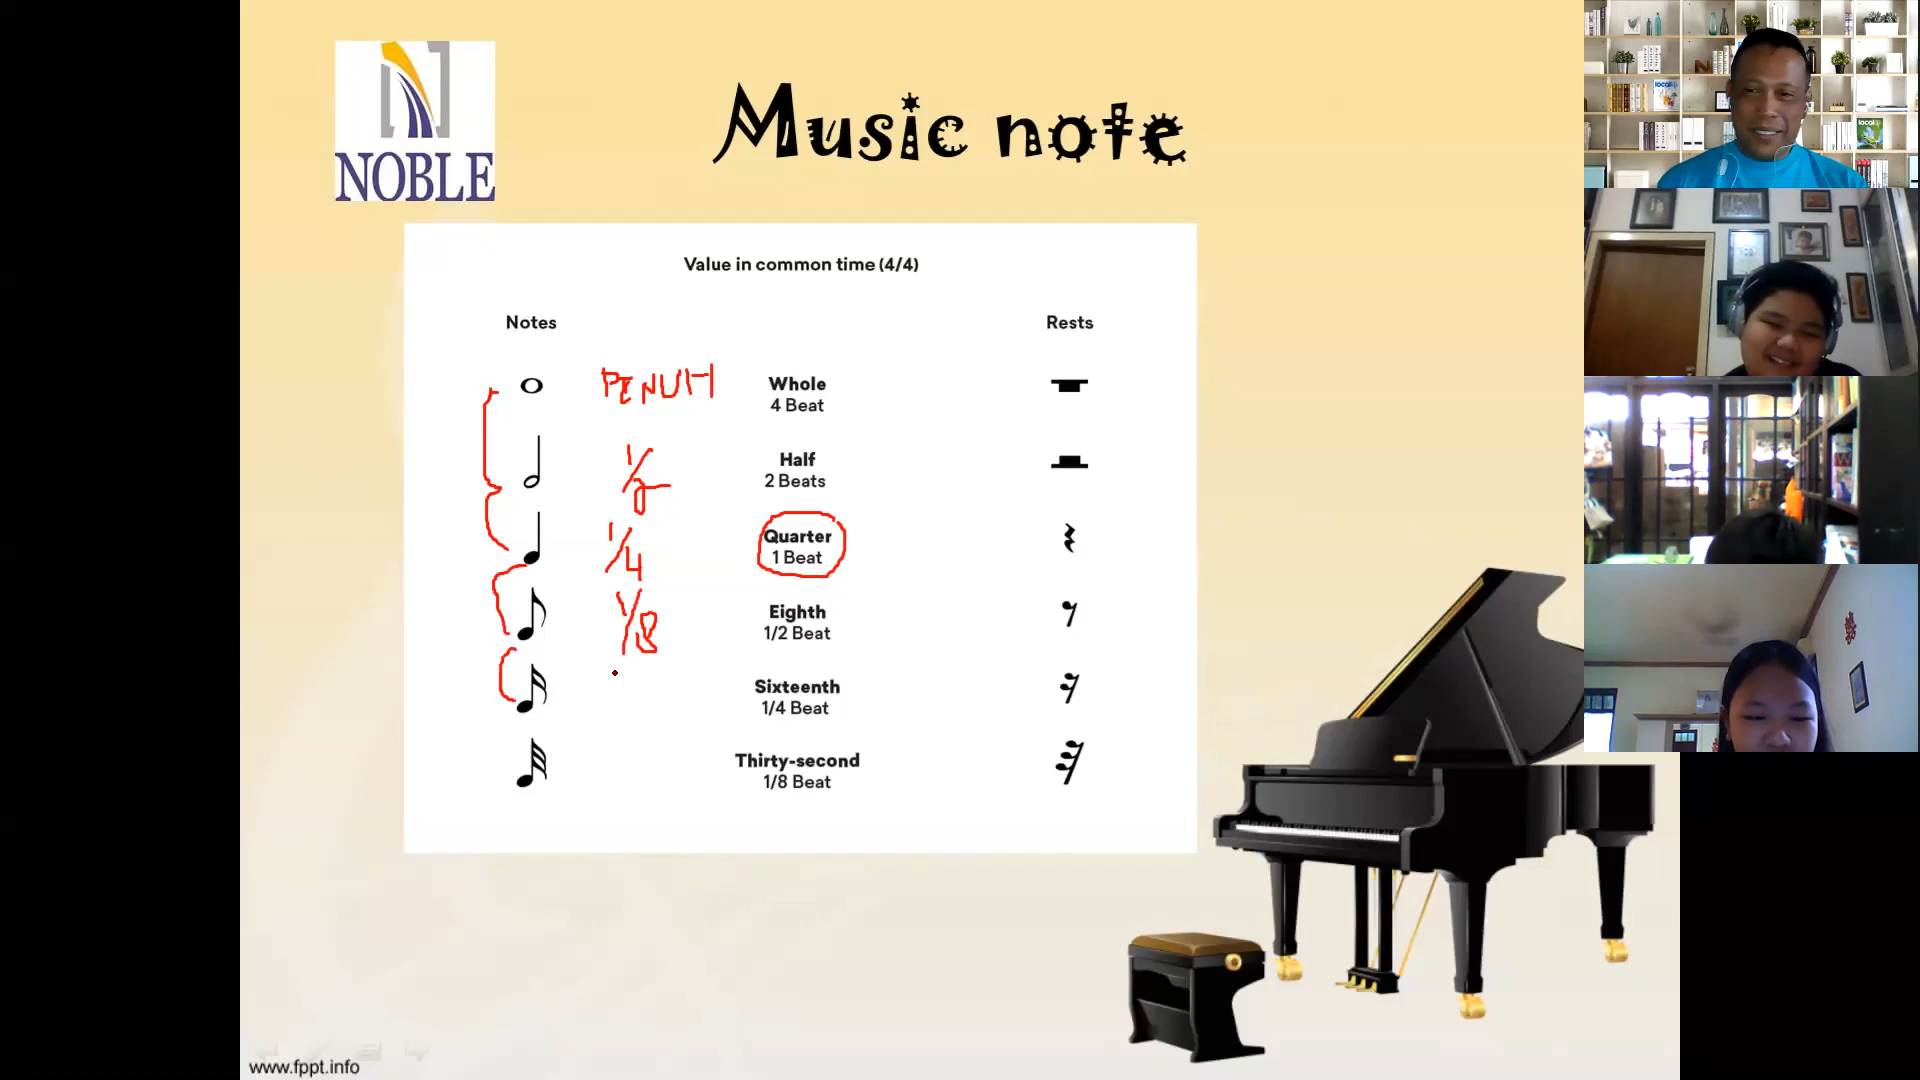 NOBLE
Music note
Value in common time (4/4)
Notes
Rests
PENUH
Whole
4 Beat
1/2
Half
2 Beats
1/4
Quarter
1 Beat
1/8
Eighth
1/2 Beat
Sixteenth
1/4 Beat
Thirty-second
1/8 Beat
www.fppt.info
local
local